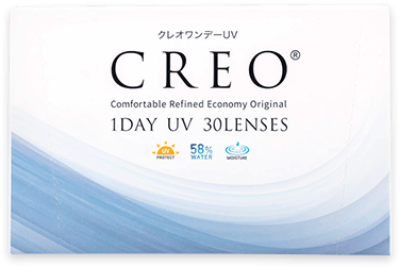 クレオワンデーUV
CREO®
Comfortable Refined Economy Original
1DAY UV 30LENSES
UV 58%
PROTECT WATER MOISTURE